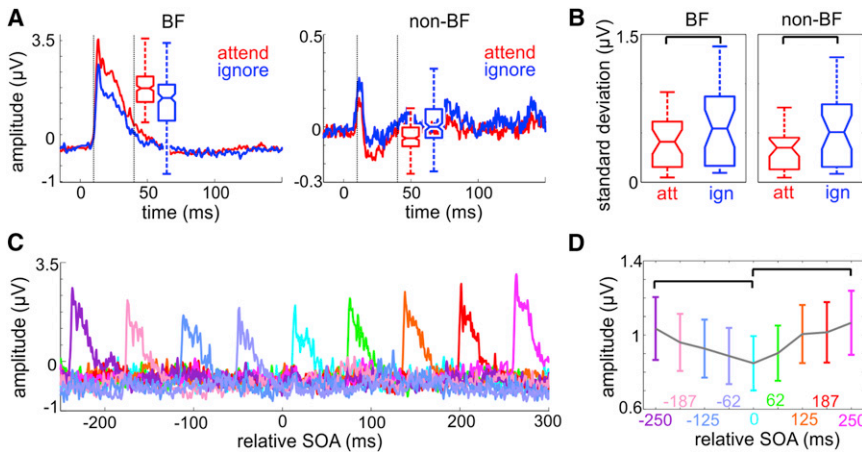 A
BF
amplitude (µV)
3.5
-1
attend
ignore
0
50
100
time (ms)
non-BF
0.4
0
-0.3
attend
ignore
0
50
100
time (ms)
B
BF
non-BF
standard deviation (µV)
1.5
0
att
ign
att
ign
C
amplitude (µV)
3.5
0
-1
-200
-100
0
100
200
300
relative SOA (ms)
D
amplitude (µV)
1.4
1
0.6
-187
-62
62
187
-250
-125
0
125
250
relative SOA (ms)